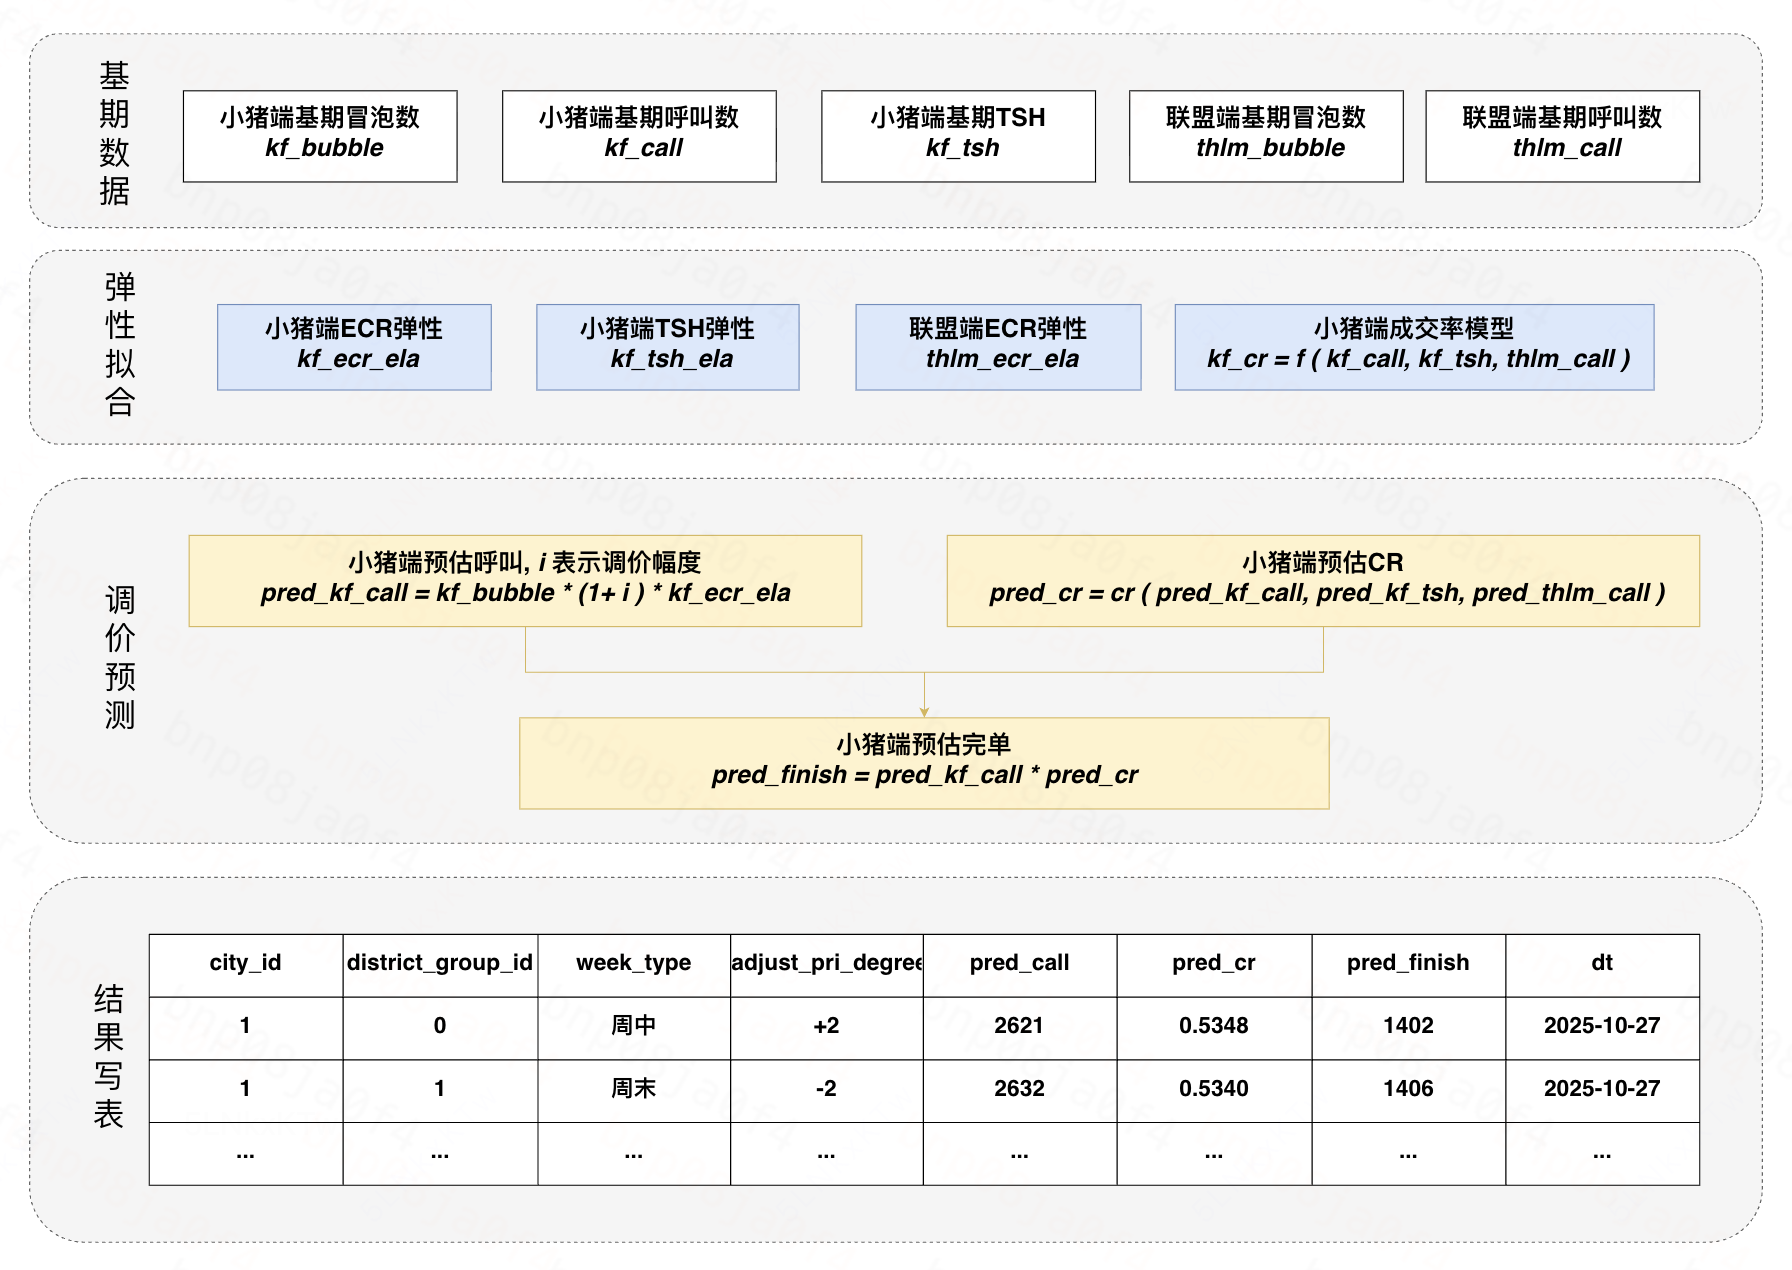 基期数据
小猪端基期冒泡数
kf_bubble
小猪端基期呼叫数
kf_call
小猪端基期TSH
kf_tsh
联盟端基期冒泡数
thlm_bubble
联盟端基期呼叫数
thlm_call
弹性拟合
小猪端ECR弹性
kf_ecr_ela
小猪端TSH弹性
kf_tsh_ela
联盟端ECR弹性
thlm_ecr_ela
小猪端成交率模型
kf_cr = f ( kf_call, kf_tsh, thlm_call )
调价预测
小猪端预估呼叫, i 表示调价幅度
pred_kf_call = kf_bubble * (1+ i ) * kf_ecr_ela
小猪端预估CR
pred_cr = cr ( pred_kf_call, pred_kf_tsh, pred_thlm_call )
小猪端预估完单
pred_finish = pred_kf_call * pred_cr
结果写表
city_id district_group_id week_type adjust_pri_degree pred_call pred_cr pred_finish dt
1 0 周中 +2 2621 0.5348 1402 2025-10-27
1 1 周末 -2 2632 0.5340 1406 2025-10-27
... ... ... ... ... ... ... ...